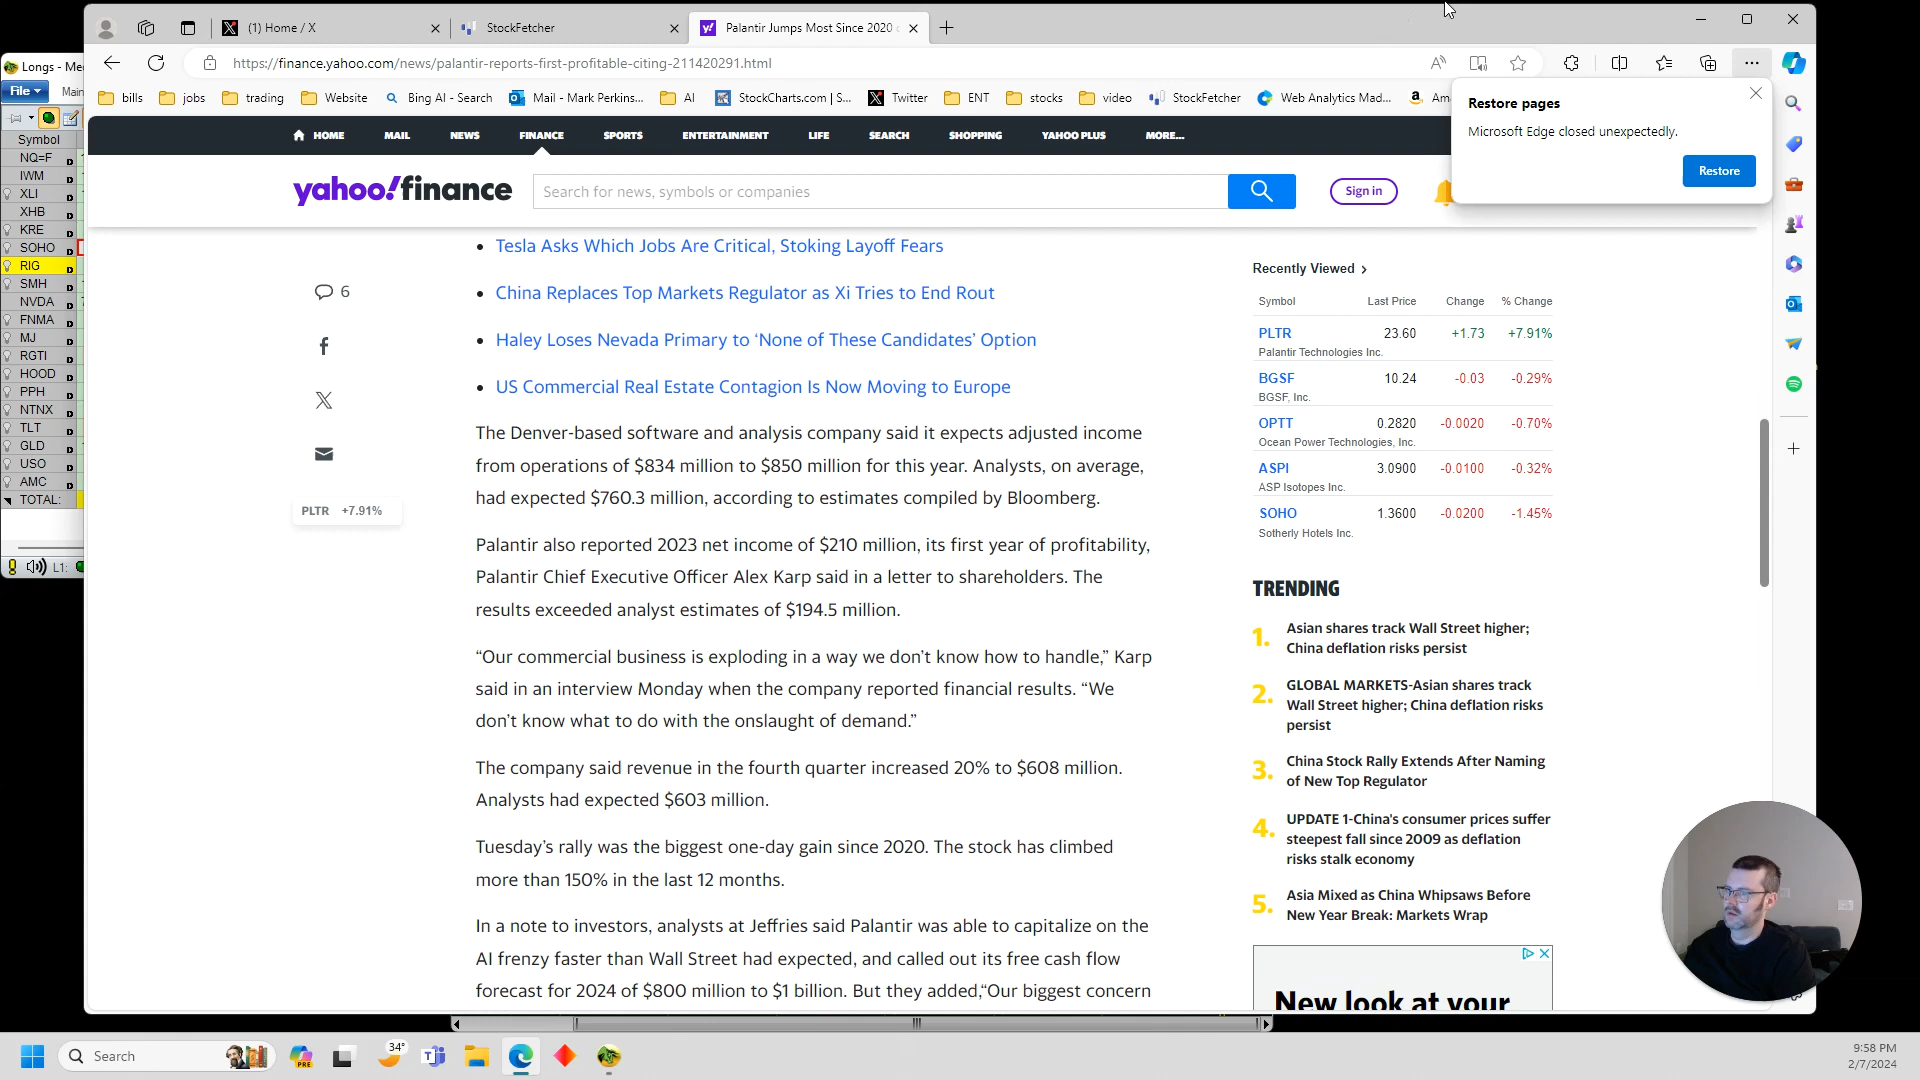 (1) Home / X
StockFetcher
Palantir Jumps Most Since 2020
https://finance.yahoo.com/news/palantir-reports-first-profitable-citing-211420291.html
bills
jobs
trading
Website
Bing AI - Search
Mail - Mark Perkins...
AI
StockCharts.com | S...
Twitter
ENT
stocks
video
StockFetcher
Web Analytics Mad...
Restore pages
Microsoft Edge closed unexpectedly.
Restore
HOME
MAIL
NEWS
FINANCE
SPORTS
ENTERTAINMENT
LIFE
SEARCH
SHOPPING
YAHOO PLUS
MORE...
yahoo!finance
Search for news, symbols or companies
Sign in
Longs - Me
File
Main
Symbol
NQ=F
IWM
XLI
XHB
KRE
SOHO
RIG
SMH
NVDA
FNMA
MJ
RGTI
HOOD
PPH
NTNX
TLT
GLD
USO
AMC
TOTAL:
L1:
6
PLTR +7.91%
Tesla Asks Which Jobs Are Critical, Stoking Layoff Fears
China Replaces Top Markets Regulator as Xi Tries to End Rout
Haley Loses Nevada Primary to ‘None of These Candidates’ Option
US Commercial Real Estate Contagion Is Now Moving to Europe
The Denver-based software and analysis company said it expects adjusted income
from operations of $834 million to $850 million for this year. Analysts, on average,
had expected $760.3 million, according to estimates compiled by Bloomberg.
Palantir also reported 2023 net income of $210 million, its first year of profitability,
Palantir Chief Executive Officer Alex Karp said in a letter to shareholders. The
results exceeded analyst estimates of $194.5 million.
“Our commercial business is exploding in a way we don’t know how to handle,” Karp
said in an interview Monday when the company reported financial results. “We
don’t know what to do with the onslaught of demand.”
The company said revenue in the fourth quarter increased 20% to $608 million.
Analysts had expected $603 million.
Tuesday’s rally was the biggest one-day gain since 2020. The stock has climbed
more than 150% in the last 12 months.
In a note to investors, analysts at Jeffries said Palantir was able to capitalize on the
AI frenzy faster than Wall Street had expected, and called out its free cash flow
forecast for 2024 of $800 million to $1 billion. But they added,“Our biggest concern
Recently Viewed
Symbol Last Price Change % Change
PLTR 23.60 +1.73 +7.91%
Palantir Technologies Inc.
BGSF 10.24 -0.03 -0.29%
BGSF, Inc.
OPTT 0.2820 -0.0020 -0.70%
Ocean Power Technologies, Inc.
ASPI 3.0900 -0.0100 -0.32%
ASP Isotopes Inc.
SOHO 1.3600 -0.0200 -1.45%
Sotherly Hotels Inc.
TRENDING
1. Asian shares track Wall Street higher;
China deflation risks persist
2. GLOBAL MARKETS-Asian shares track
Wall Street higher; China deflation risks
persist
3. China Stock Rally Extends After Naming
of New Top Regulator
4. UPDATE 1-China's consumer prices suffer
steepest fall since 2009 as deflation
risks stalk economy
5. Asia Mixed as China Whipsaws Before
New Year Break: Markets Wrap
New look at your
Search
PRE
34°
9:58 PM
2/7/2024